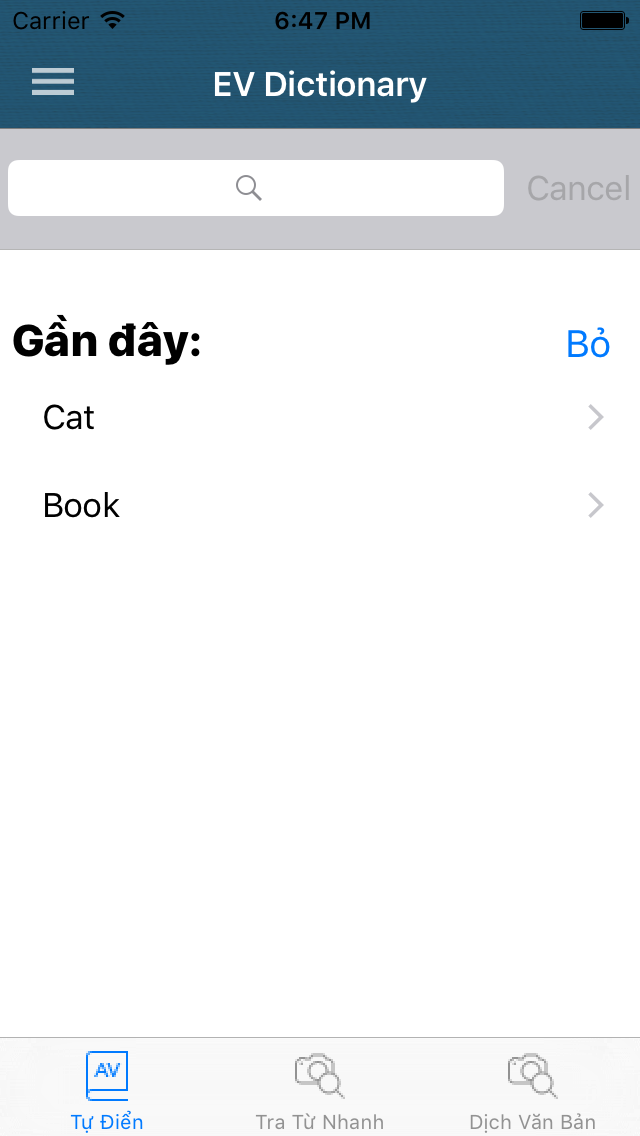 Carrier 6:47 PM
EV Dictionary
Cancel
Gần đây: Bỏ
Cat
Book
AV
Tự Điển Tra Từ Nhanh Dịch Văn Bản